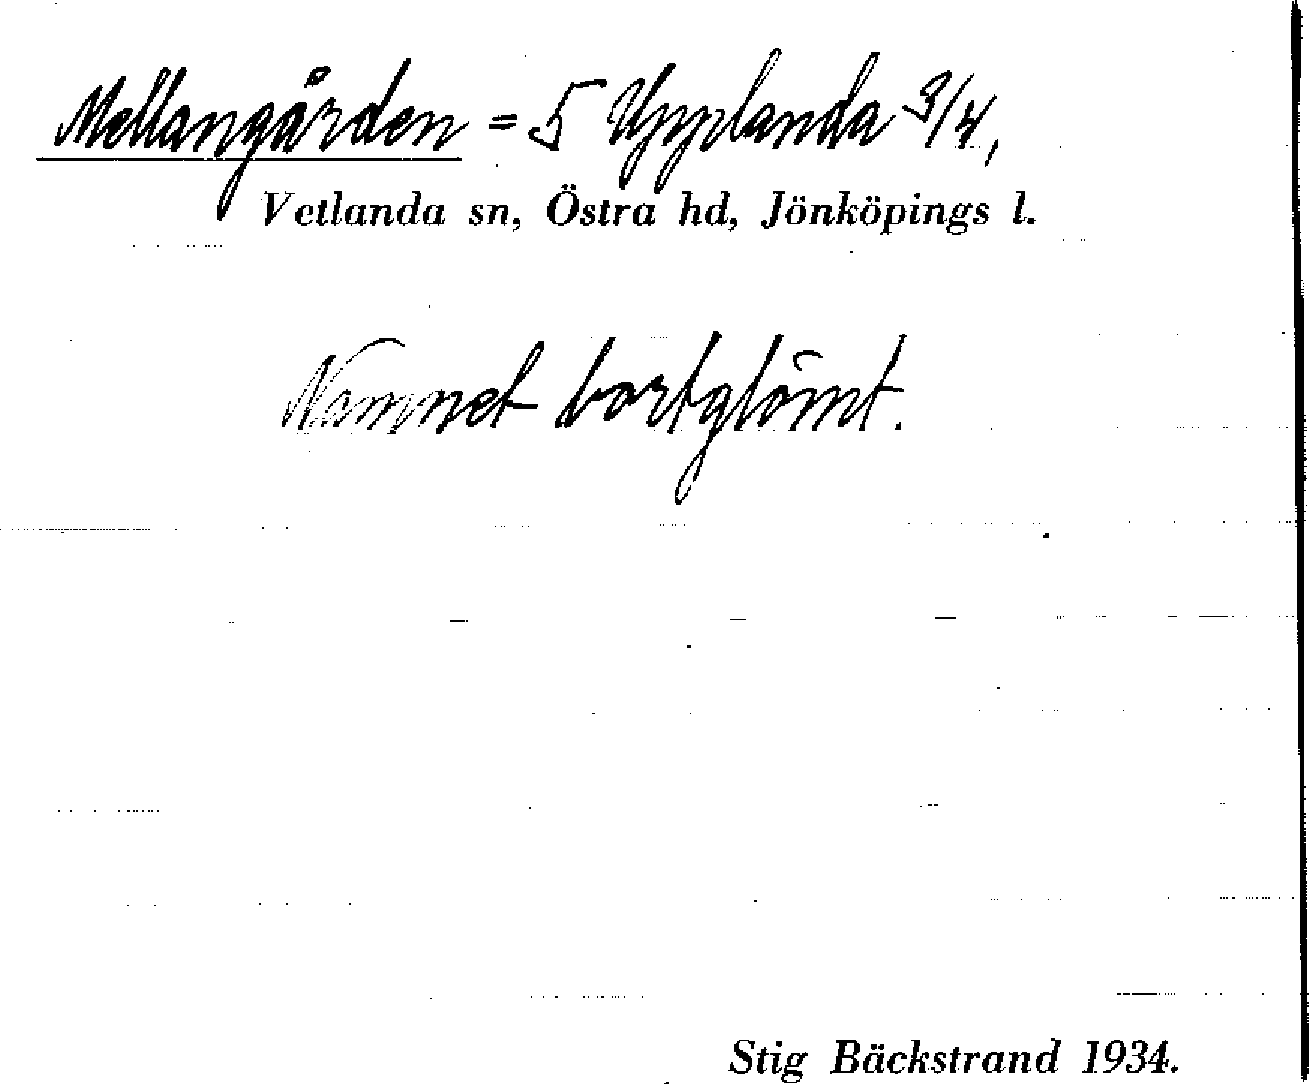 Mellangården = 5 Upplanda 3/4,
Vetlanda sn, Östra hd, Jönköpings l.
Namnet bortglömt.
Stig Bäckstrand 1934.